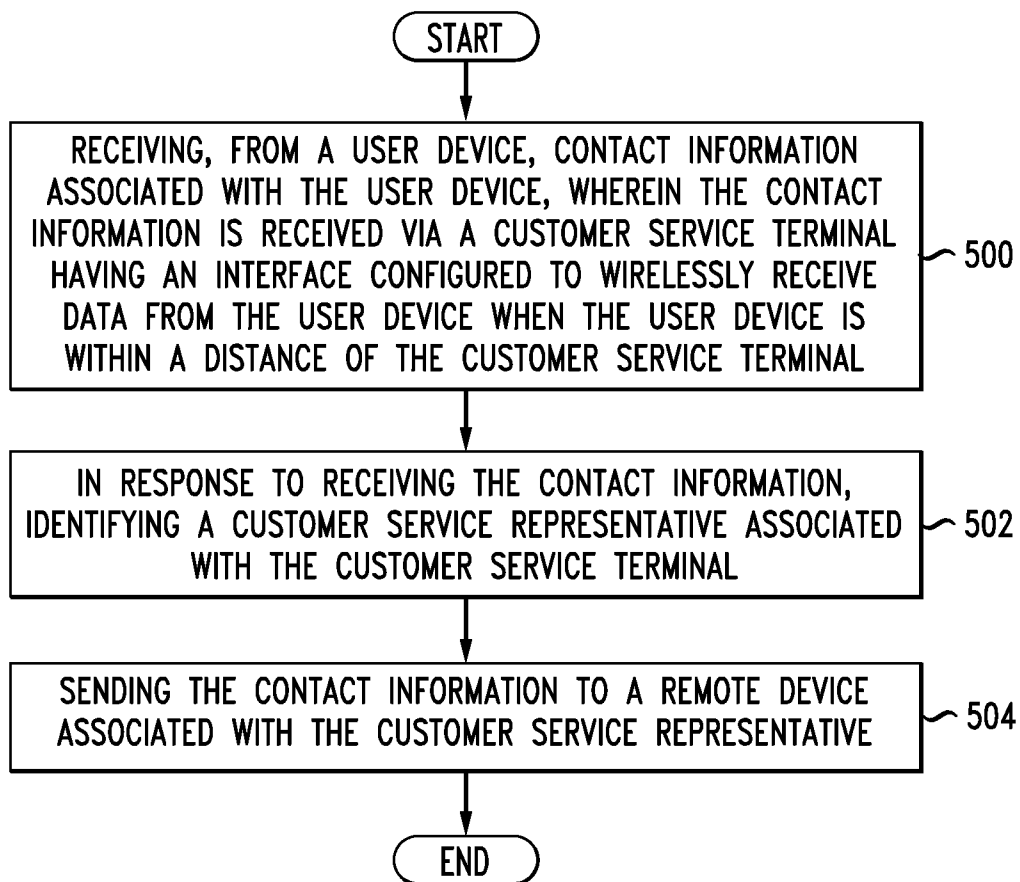 START
RECEIVING, FROM A USER DEVICE, CONTACT INFORMATION
ASSOCIATED WITH THE USER DEVICE, WHEREIN THE CONTACT
INFORMATION IS RECEIVED VIA A CUSTOMER SERVICE TERMINAL
HAVING AN INTERFACE CONFIGURED TO WIRELESSLY RECEIVE
DATA FROM THE USER DEVICE WHEN THE USER DEVICE IS
WITHIN A DISTANCE OF THE CUSTOMER SERVICE TERMINAL
500
IN RESPONSE TO RECEIVING THE CONTACT INFORMATION,
IDENTIFYING A CUSTOMER SERVICE REPRESENTATIVE ASSOCIATED
WITH THE CUSTOMER SERVICE TERMINAL
502
SENDING THE CONTACT INFORMATION TO A REMOTE DEVICE
ASSOCIATED WITH THE CUSTOMER SERVICE REPRESENTATIVE
504
END